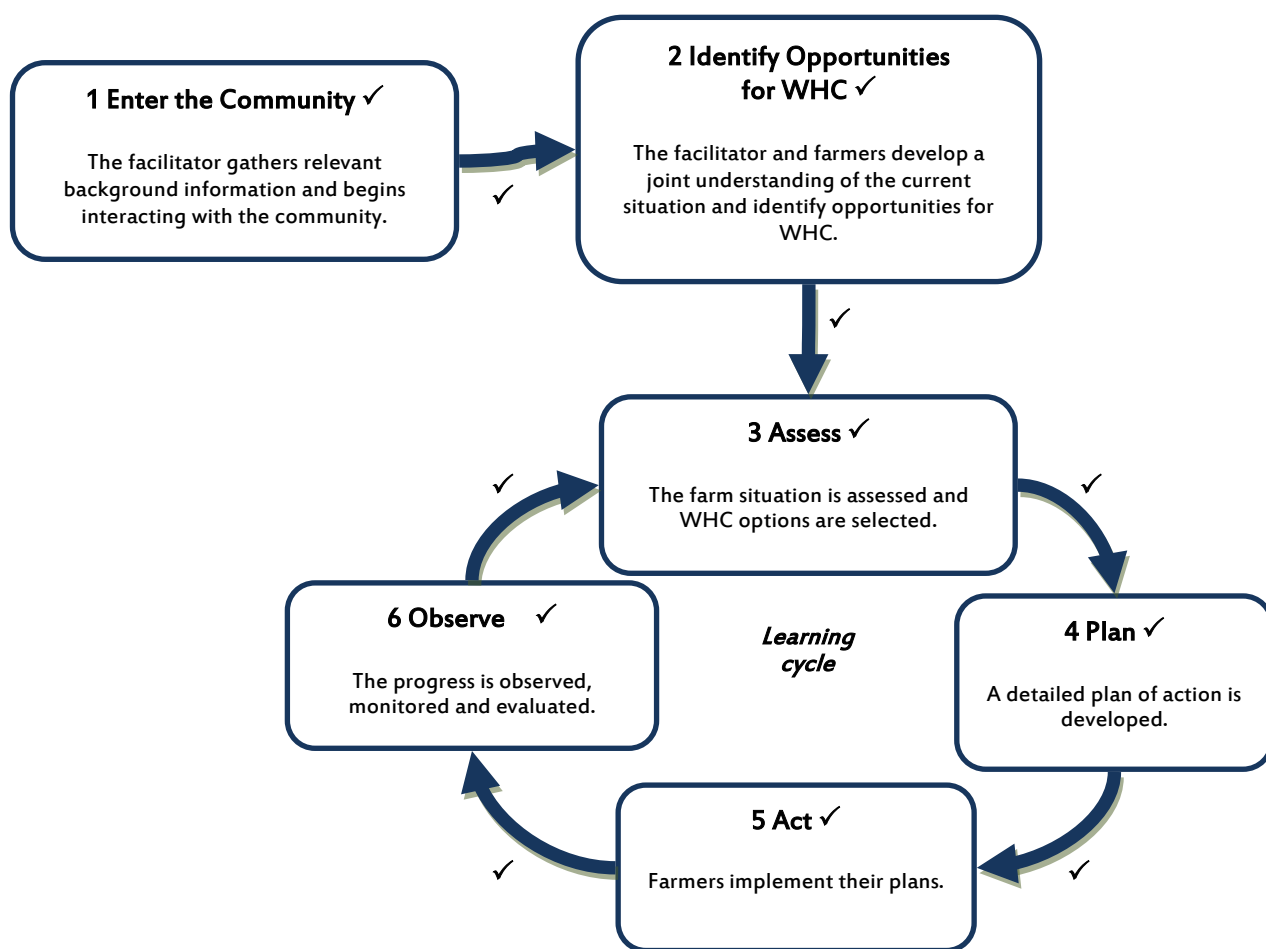 1 Enter the Community ✓
The facilitator gathers relevant
background information and begins
interacting with the community.
✓
2 Identify Opportunities
for WHC ✓
The facilitator and farmers develop a
joint understanding of the current
situation and identify opportunities for
WHC.
✓
3 Assess ✓
The farm situation is assessed and
WHC options are selected.
✓
4 Plan ✓
A detailed plan of action is
developed.
✓
5 Act ✓
Farmers implement their plans.
✓
6 Observe ✓
The progress is observed,
monitored and evaluated.
✓
Learning
cycle